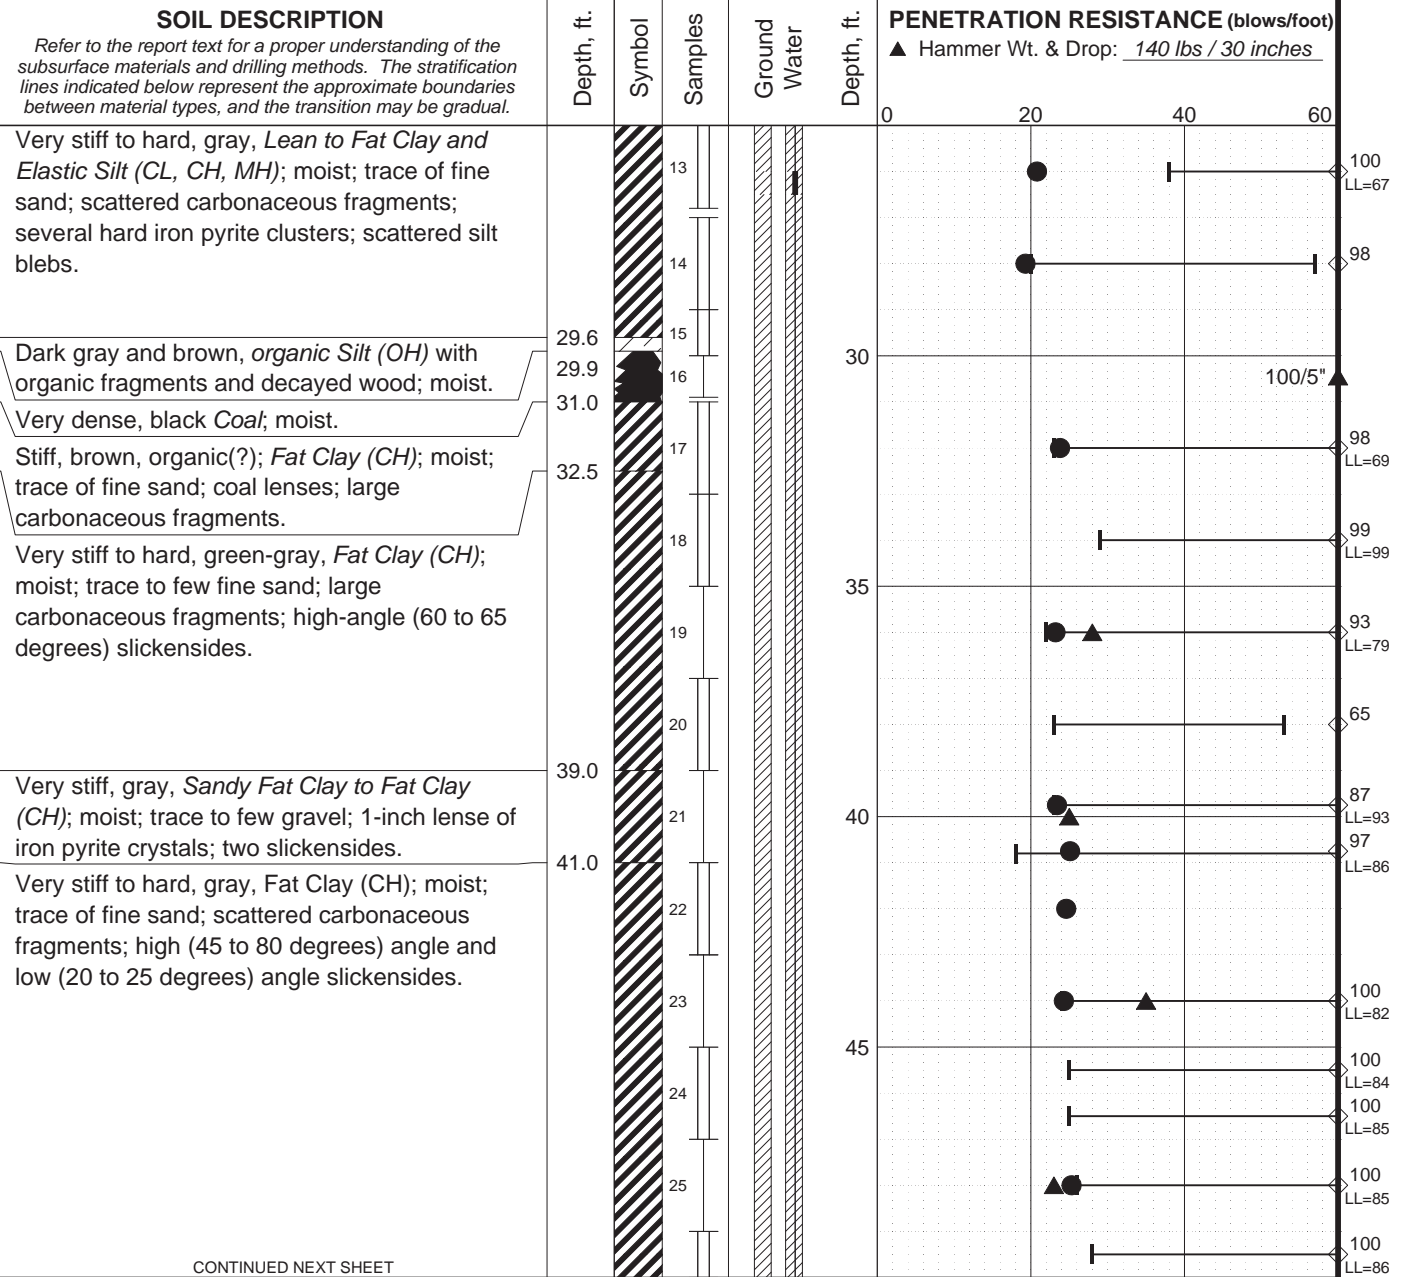 SOIL DESCRIPTION
Refer to the report text for a proper understanding of the
subsurface materials and drilling methods. The stratification
lines indicated below represent the approximate boundaries
between material types, and the transition may be gradual.
Depth, ft.
Symbol
Samples
Ground
Water
Depth, ft.
PENETRATION RESISTANCE (blows/foot)
▲ Hammer Wt. & Drop: 140 lbs / 30 inches
0 20 40 60
Very stiff to hard, gray, Lean to Fat Clay and
Elastic Silt (CL, CH, MH); moist; trace of fine
sand; scattered carbonaceous fragments;
several hard iron pyrite clusters; scattered silt
blebs.
Dark gray and brown, organic Silt (OH) with
organic fragments and decayed wood; moist.
Very dense, black Coal; moist.
Stiff, brown, organic(?); Fat Clay (CH); moist;
trace of fine sand; coal lenses; large
carbonaceous fragments.
Very stiff to hard, green-gray, Fat Clay (CH);
moist; trace to few fine sand; large
carbonaceous fragments; high-angle (60 to 65
degrees) slickensides.
Very stiff, gray, Sandy Fat Clay to Fat Clay
(CH); moist; trace to few gravel; 1-inch lense of
iron pyrite crystals; two slickensides.
Very stiff to hard, gray, Fat Clay (CH); moist;
trace of fine sand; scattered carbonaceous
fragments; high (45 to 80 degrees) angle and
low (20 to 25 degrees) angle slickensides.
CONTINUED NEXT SHEET
29.6
29.9
31.0
32.5
39.0
41.0
13
14
15
16
17
18
19
20
21
22
23
24
25
30
35
40
45
100/5"
100
LL=67
98
98
LL=69
99
LL=99
93
LL=79
65
87
LL=93
97
LL=86
100
LL=82
100
LL=84
100
LL=85
100
LL=85
100
LL=86